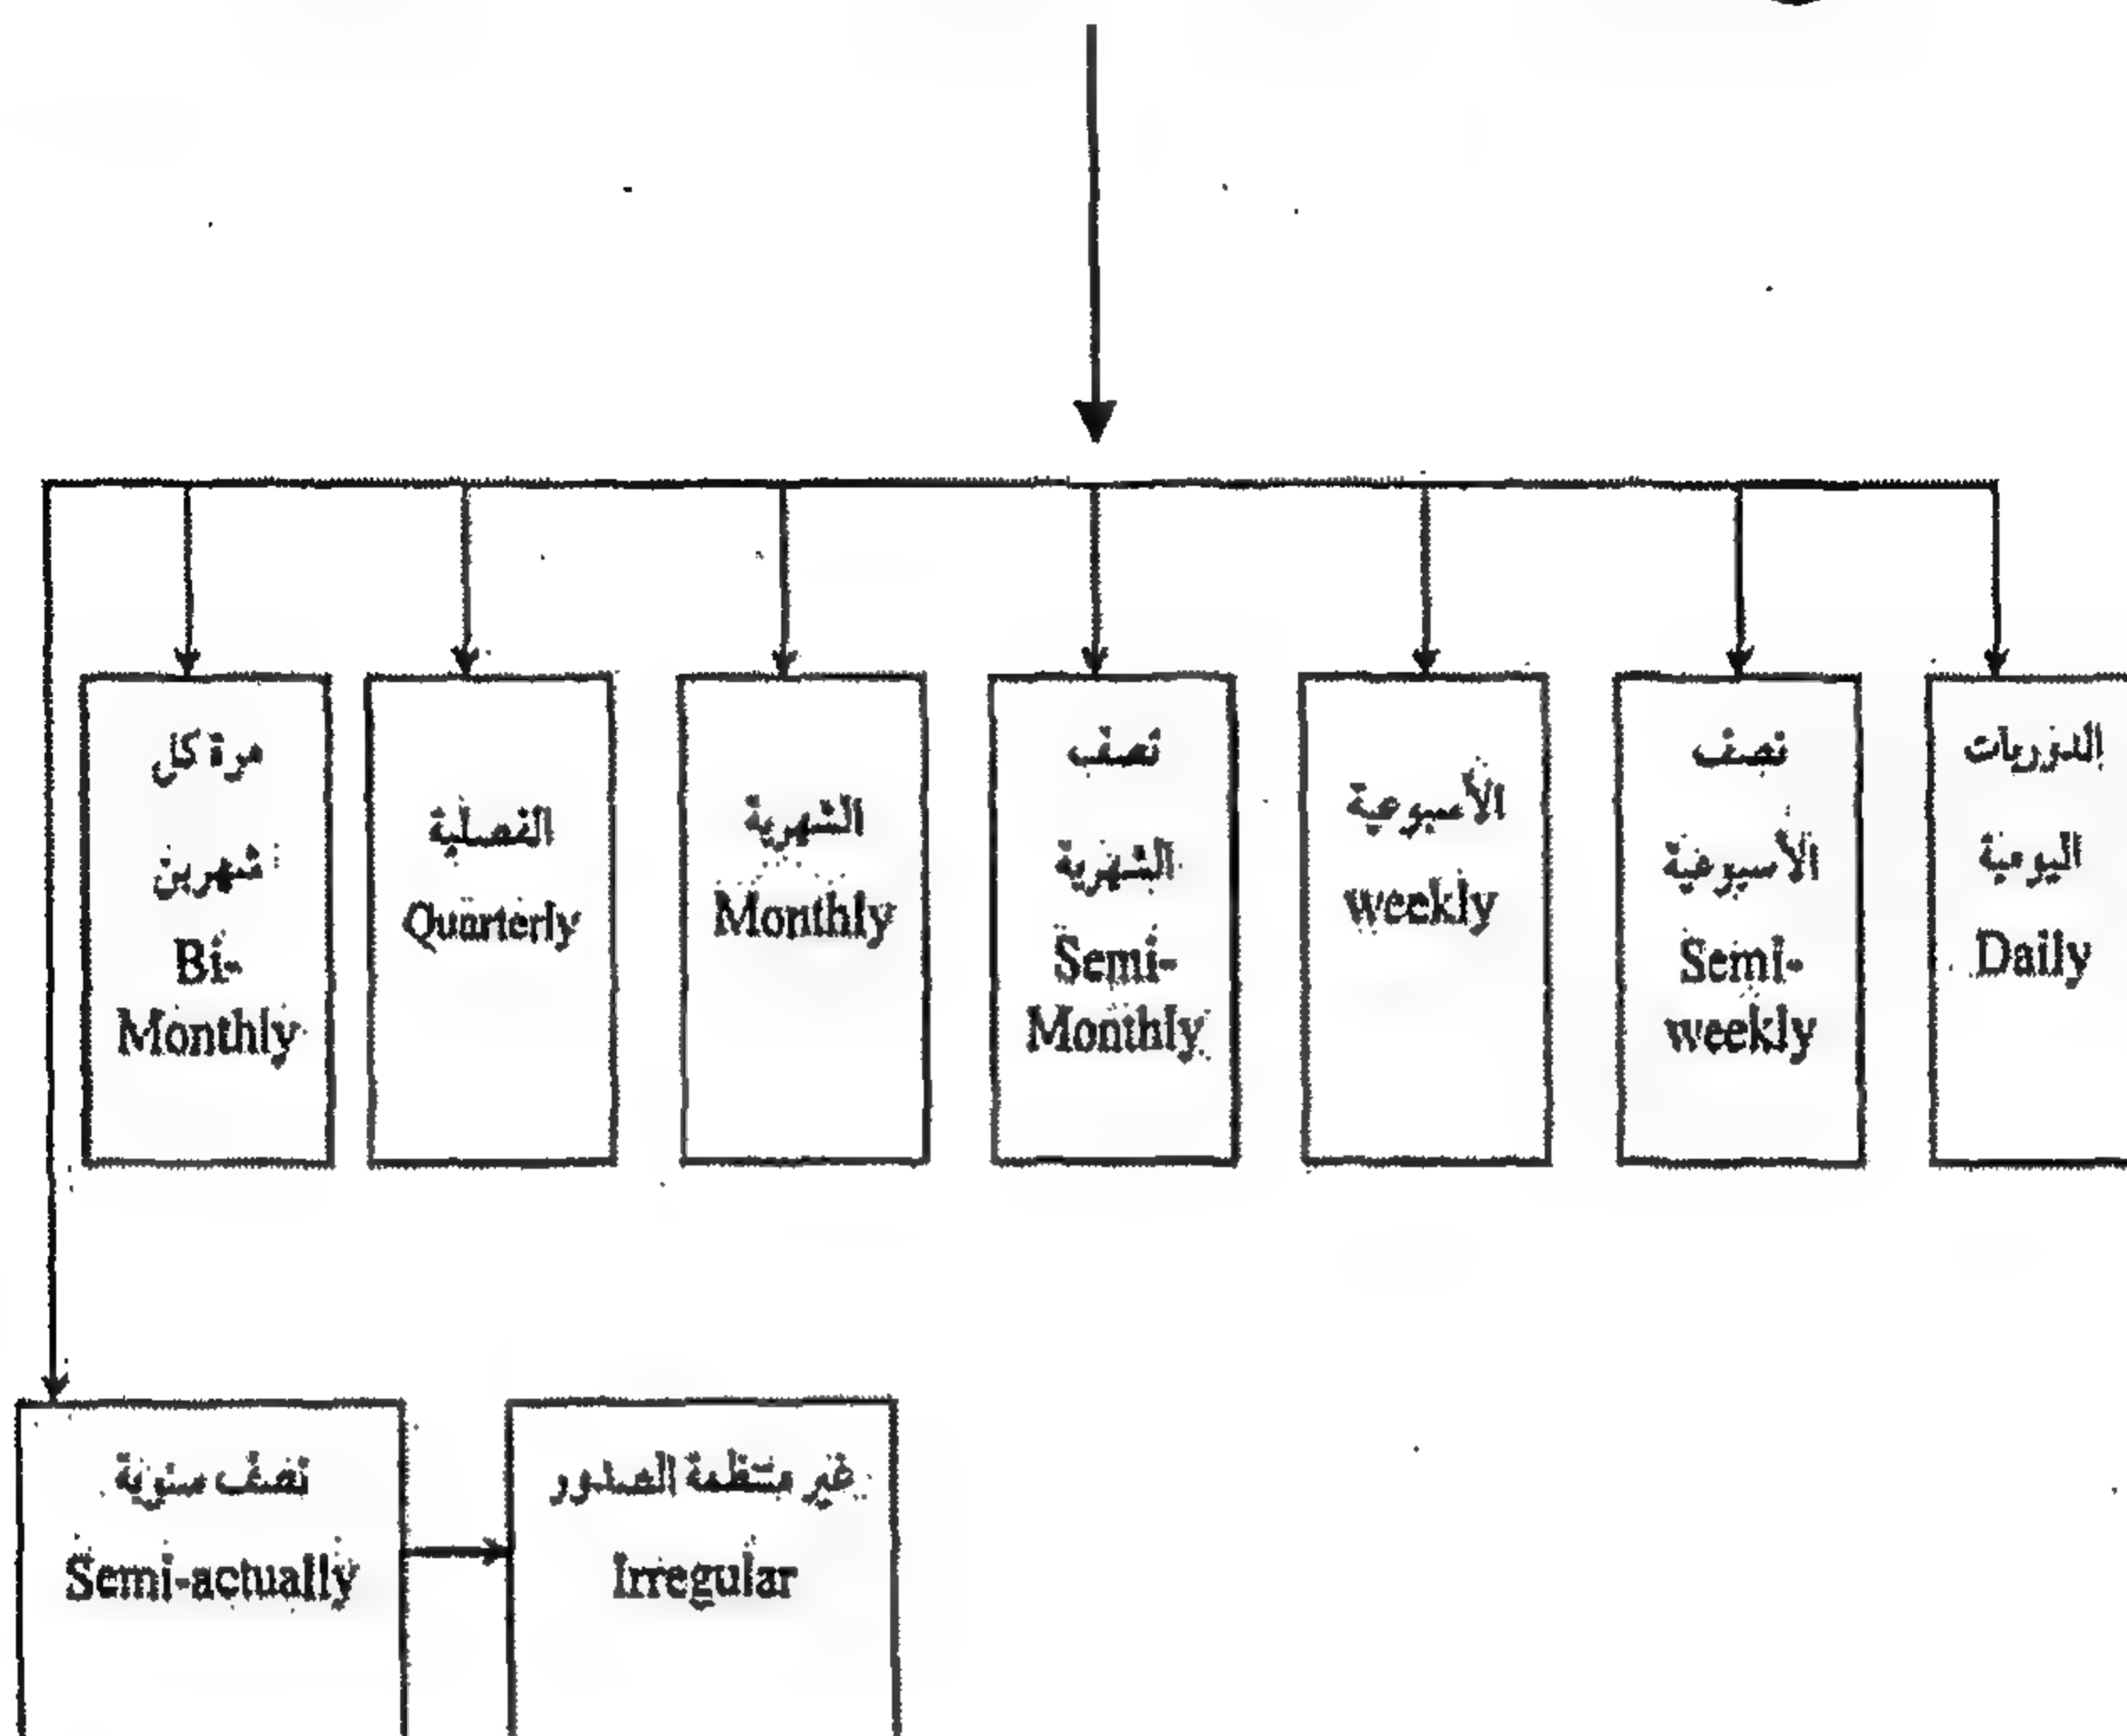 الدوريات
اليومية
Daily
نصف
الأسبوعية
Semi-
weekly
الأسبوعية
weekly
نصف
الشهرية
Semi-
Monthly
الشهرية
Monthly
الفصلية
Quarterly
مرة كل
شهرين
Bi-
Monthly
نصف سنوية
Semi-actually
غير منتظمة الصدور
Irregular